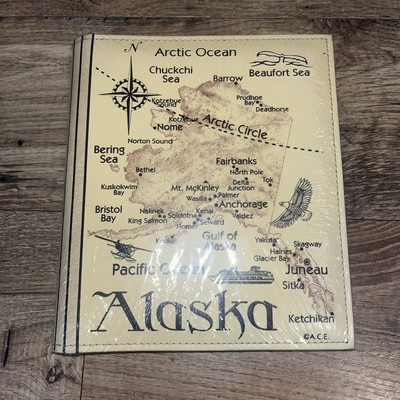 N
Arctic Ocean
Chuckchi
Sea
Beaufort Sea
Barrow
Prudhoe
Bay
Deadhorse
Kotzebue
Sound
Kotzebue
Nome
Arctic Circle
Norton Sound
Bering
Sea
Fairbanks
North Pole
Bethel
Delta
Junction
Tok
Kuskokwim
Bay
Mt. McKinley
Wasilla
Palmer
Anchorage
Bristol
Bay
Naknek
King Salmon
Soldotna
Kenai
Homer
Seward
Valdez
Kodiak
Gulf of
Alaska
Yakutat
Skagway
Haines
Glacier Bay
Pacific Ocean
Juneau
Sitka
Alaska
Ketchikan
©A.C.E.